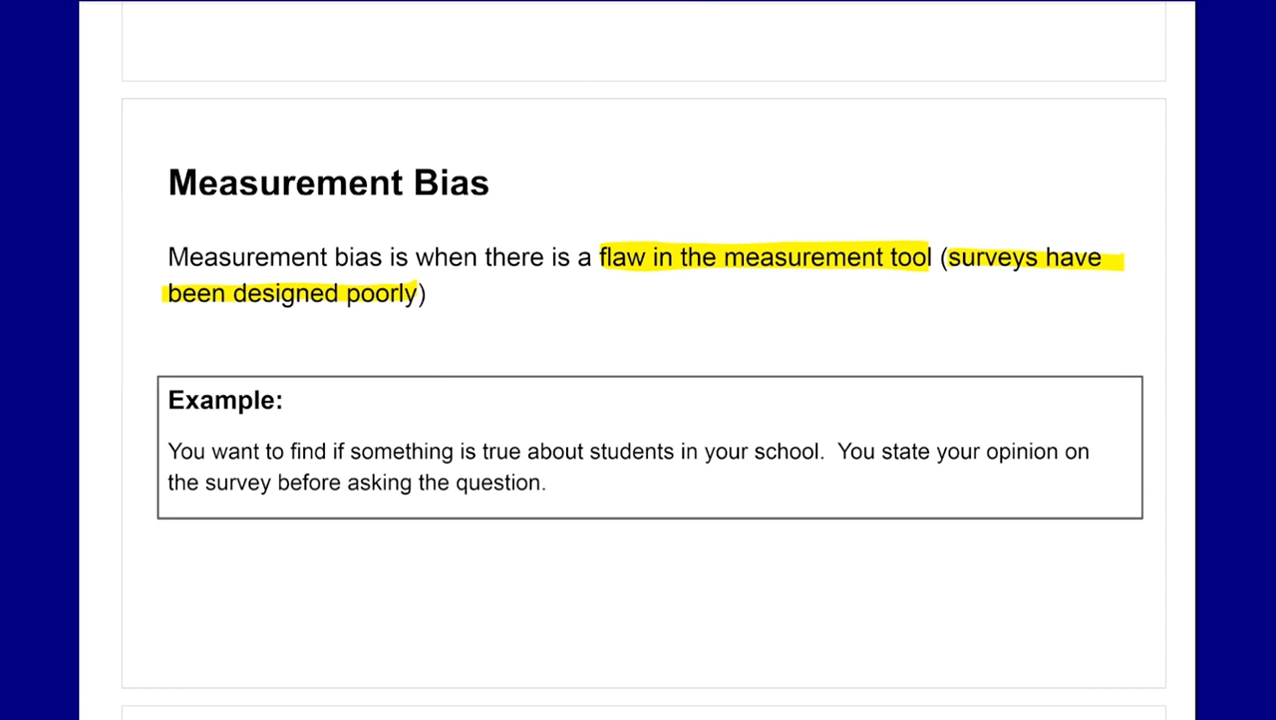 Measurement Bias
Measurement bias is when there is a flaw in the measurement tool (surveys have
been designed poorly)
Example:
You want to find if something is true about students in your school.  You state your opinion on
the survey before asking the question.